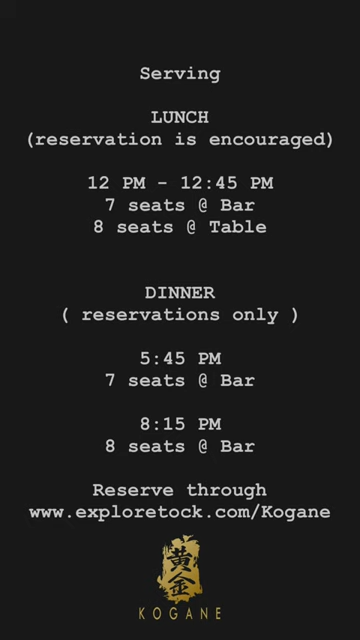 Serving
LUNCH
(reservation is encouraged)
12 PM - 12:45 PM
7 seats @ Bar
8 seats @ Table
DINNER
( reservations only )
5:45 PM
7 seats @ Bar
8:15 PM
8 seats @ Bar
Reserve through
www.exploretock.com/Kogane
黄
金
KOGANE